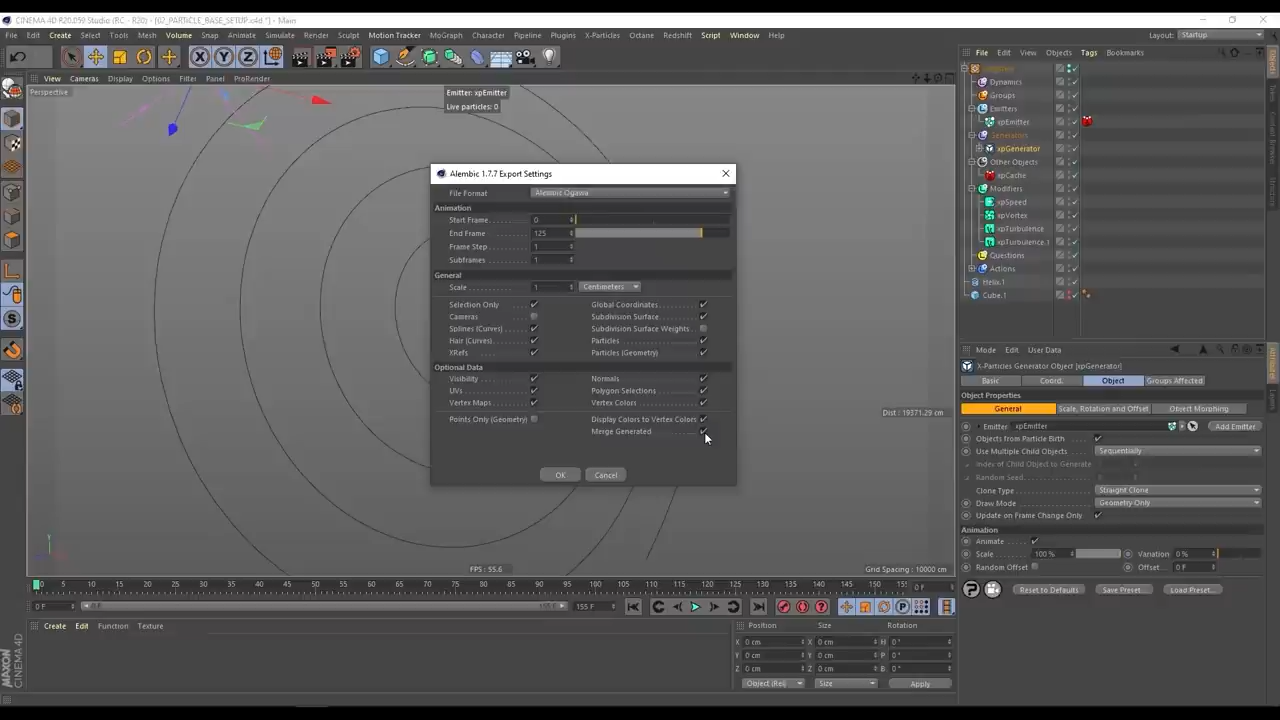 CINEMA 4D R20.059 Studio (RC - R20) - [02_PARTICLE_BASE_SETUP.c4d *] - Main
File Edit Create Select Tools Mesh Volume Snap Animate Simulate Render Sculpt Motion Tracker MoGraph Character Pipeline Plugins X-Particles Octane Redshift Script Window Help
Layout: Startup
File Edit View Objects Tags Bookmarks
X Y Z
View Cameras Display Options Filter Panel ProRender
Perspective
Emitter: xpEmitter
Live particles: 0
Dynamics
Groups
Emitters
xpEmitter
Generators
xpGenerator
Other Objects
xpCache
Modifiers
xpSpeed
xpVortex
xpTurbulence
xpTurbulence.1
Questions
Actions
Helix.1
Cube.1
Alembic 1.7.7 Export Settings
File Format Alembic Ogawa
Animation
Start Frame 0
End Frame 125
Frame Step 1
Subframes 1
General
Scale 1 Centimeters
Selection Only Global Coordinates
Cameras Subdivision Surface
Splines (Curves) Subdivision Surface Weights
Hair (Curves) Particles
XRefs Particles (Geometry)
Optional Data
Visibility Normals
UVs Polygon Selections
Vertex Maps Vertex Colors
Points Only (Geometry) Display Colors to Vertex Colors
Merge Generated
OK Cancel
Dist : 19371.29 cm
FPS : 55.6
Grid Spacing : 10000 cm
Mode Edit User Data
X-Particles Generator Object [xpGenerator]
Basic Coord. Object Groups Affected
Object Properties
General Scale, Rotation and Offset Object Morphing
Emitter xpEmitter Add Emitter
Objects from Particle Birth
Use Multiple Child Objects Sequentially
Index of Child Object to Generate
Random Seed
Clone Type Straight Clone
Draw Mode Geometry Only
Update on Frame Change Only
Animation
Animate
Scale 100 % Variation 0 %
Random Offset Offset 0 F
Reset to Defaults Save Preset... Load Preset...
0 5 10 15 20 25 30 35 40 45 50 55 60 65 70 75 80 85 90 95 100 105 110 115 120 125 130 135 140 145 150 155 0 F
0 F 0 F 155 F 155 F
Create Edit Function Texture
Position Size Rotation
X 0 cm X 0 cm H 0 °
Y 0 cm Y 0 cm P 0 °
Z 0 cm Z 0 cm B 0 °
Object (Rel) Size Apply
MAXON CINEMA 4D